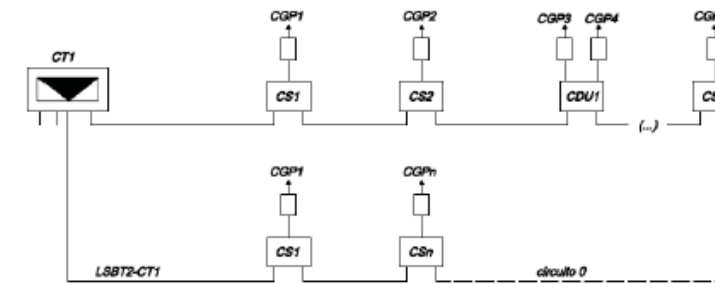 CGP1 CGP2 CGP3 CGP4
CT1
CS1 CS2 CDU1
(...)
CGP1 CGPn
CS1 CSn
LSBT2-CT1 circuito 0